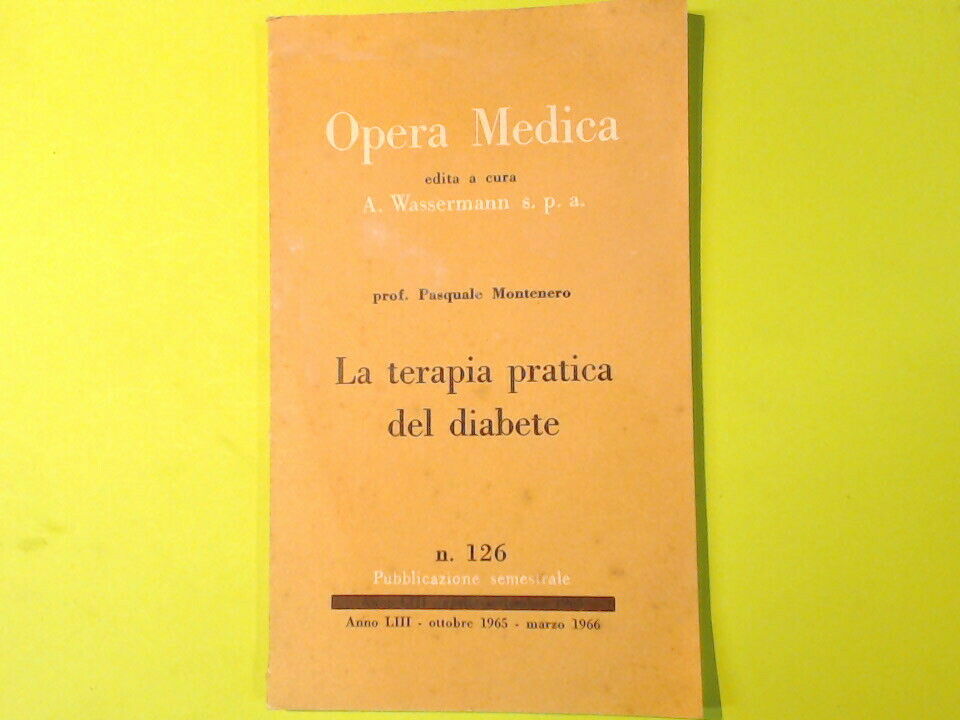 Opera Medica
edita a cura
A. Wassermann s. p. a.
prof. Pasquale Montenero
La terapia pratica
del diabete
n. 126
Pubblicazione semestrale
Anno LIII - ottobre 1965 - marzo 1966